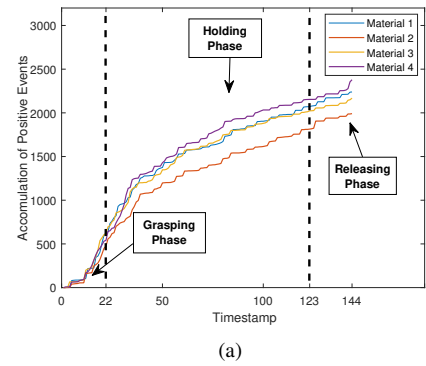 3000
2500
2000
1500
1000
500
0
Accomulation of Positive Events
Holding
Phase
Material 1
Material 2
Material 3
Material 4
Grasping
Phase
Releasing
Phase
0 22 50 100 123 144
Timestamp
(a)